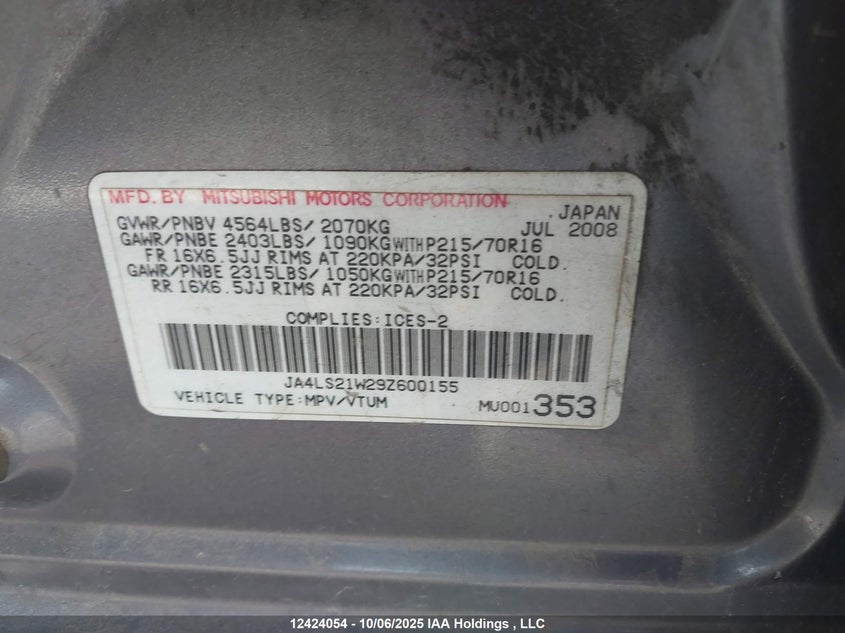 MFD. BY MITSUBISHI MOTORS CORPORATION
JAPAN
GVWR/PNBV 4564LBS/ 2070KG JUL 2008
GAWR/PNBE 2403LBS/ 1090KG WITH P215/70R16
FR 16X6.5JJ RIMS AT 220KPA/32PSI COLD.
GAWR/PNBE 2315LBS/ 1050KG WITH P215/70R16
RR 16X6.5JJ RIMS AT 220KPA/32PSI COLD.
COMPLIES:ICES-2
JA4LS21W29Z600155
VEHICLE TYPE:MPV/VTUM MU001353
12424054 - 10/06/2025 IAA Holdings , LLC